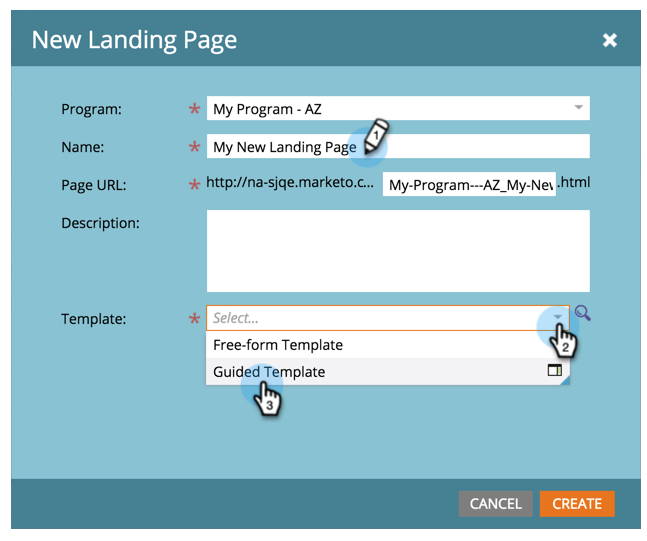 New Landing Page
Program: * My Program - AZ
Name: * My New Landing Page 1
Page URL: * http://na-sjqe.marketo.c... My-Program---AZ_My-Nev .html
Description:
Template: * Select...
2
Free-form Template
Guided Template
3
CANCEL CREATE